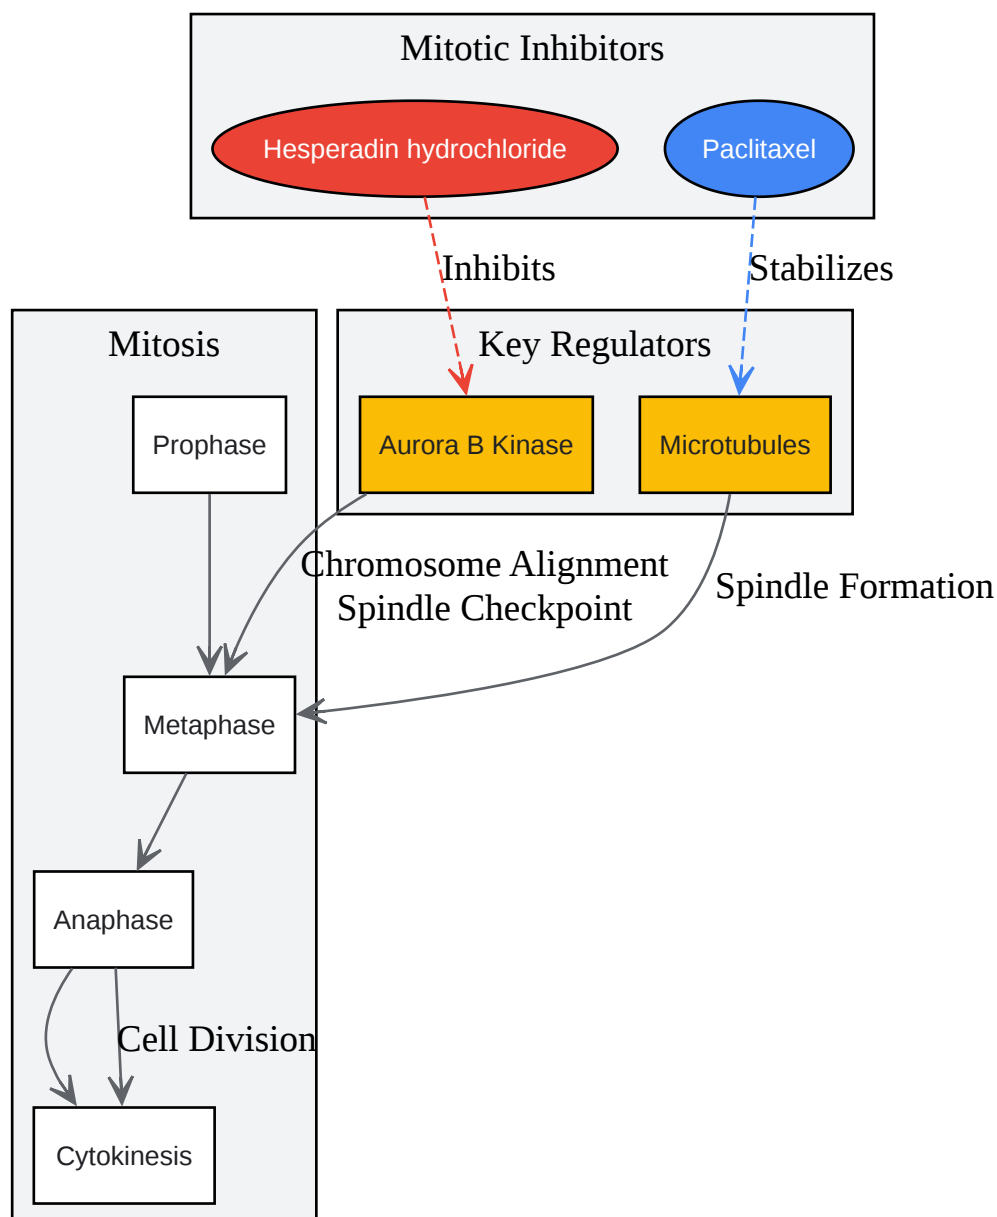 Mitotic Inhibitors
Hesperadin hydrochloride
Paclitaxel
Inhibits
Stabilizes
Mitosis
Key Regulators
Prophase
Aurora B Kinase
Microtubules
Chromosome Alignment
Spindle Checkpoint
Spindle Formation
Metaphase
Anaphase
Cell Division
Cytokinesis